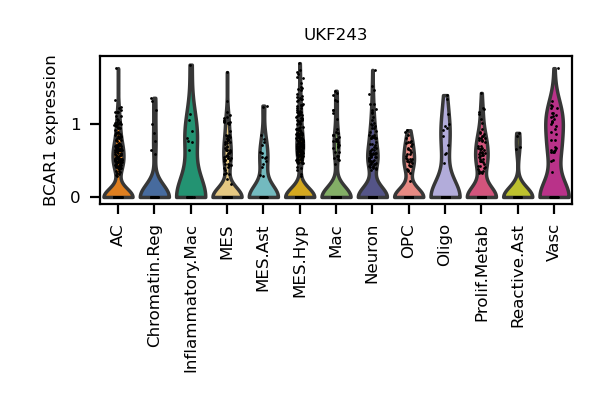 UKF243
BCAR1 expression
1
0
AC
Chromatin.Reg
Inflammatory.Mac
MES
MES.Ast
MES.Hyp
Mac
Neuron
OPC
Oligo
Prolif.Metab
Reactive.Ast
Vasc